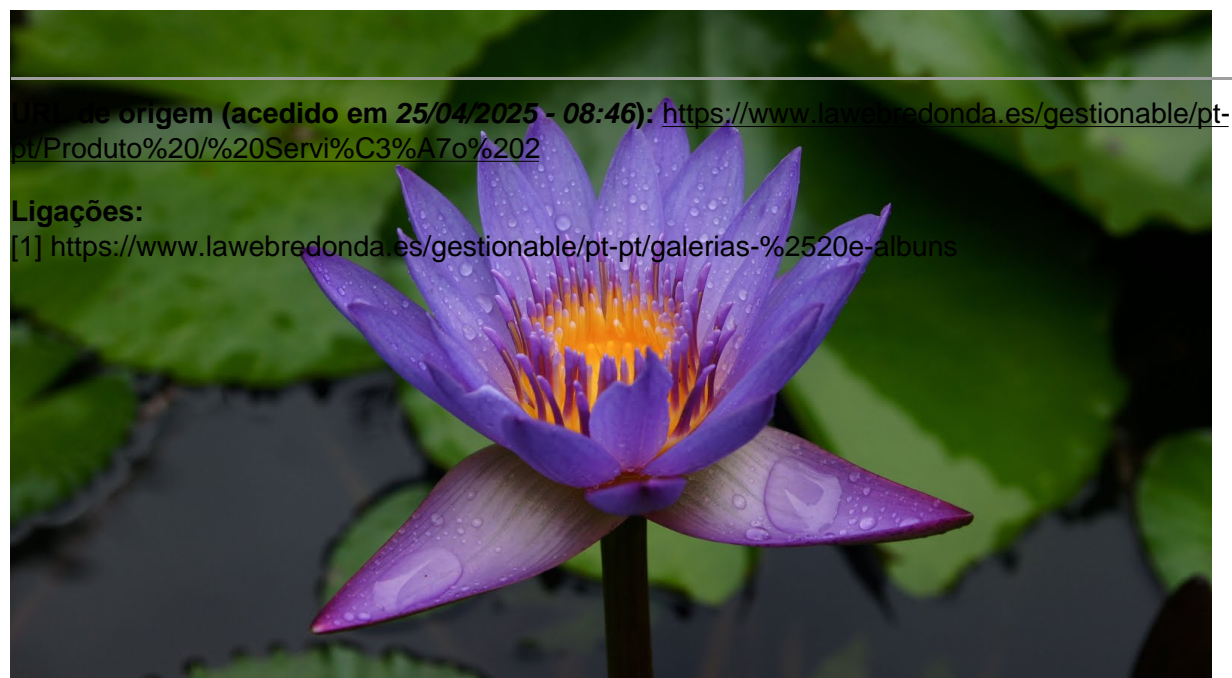 URL de origem (acedido em 25/04/2025 - 08:46): https://www.lawebredonda.es/gestionable/pt-
pt/Produto%20/%20Servi%C3%A7o%202
Ligações:
[1] https://www.lawebredonda.es/gestionable/pt-pt/galerias-%2520e-albuns